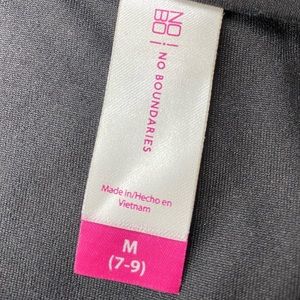 NO
BO
NO BOUNDARIES
Made in/Hecho en
Vietnam
M
(7-9)